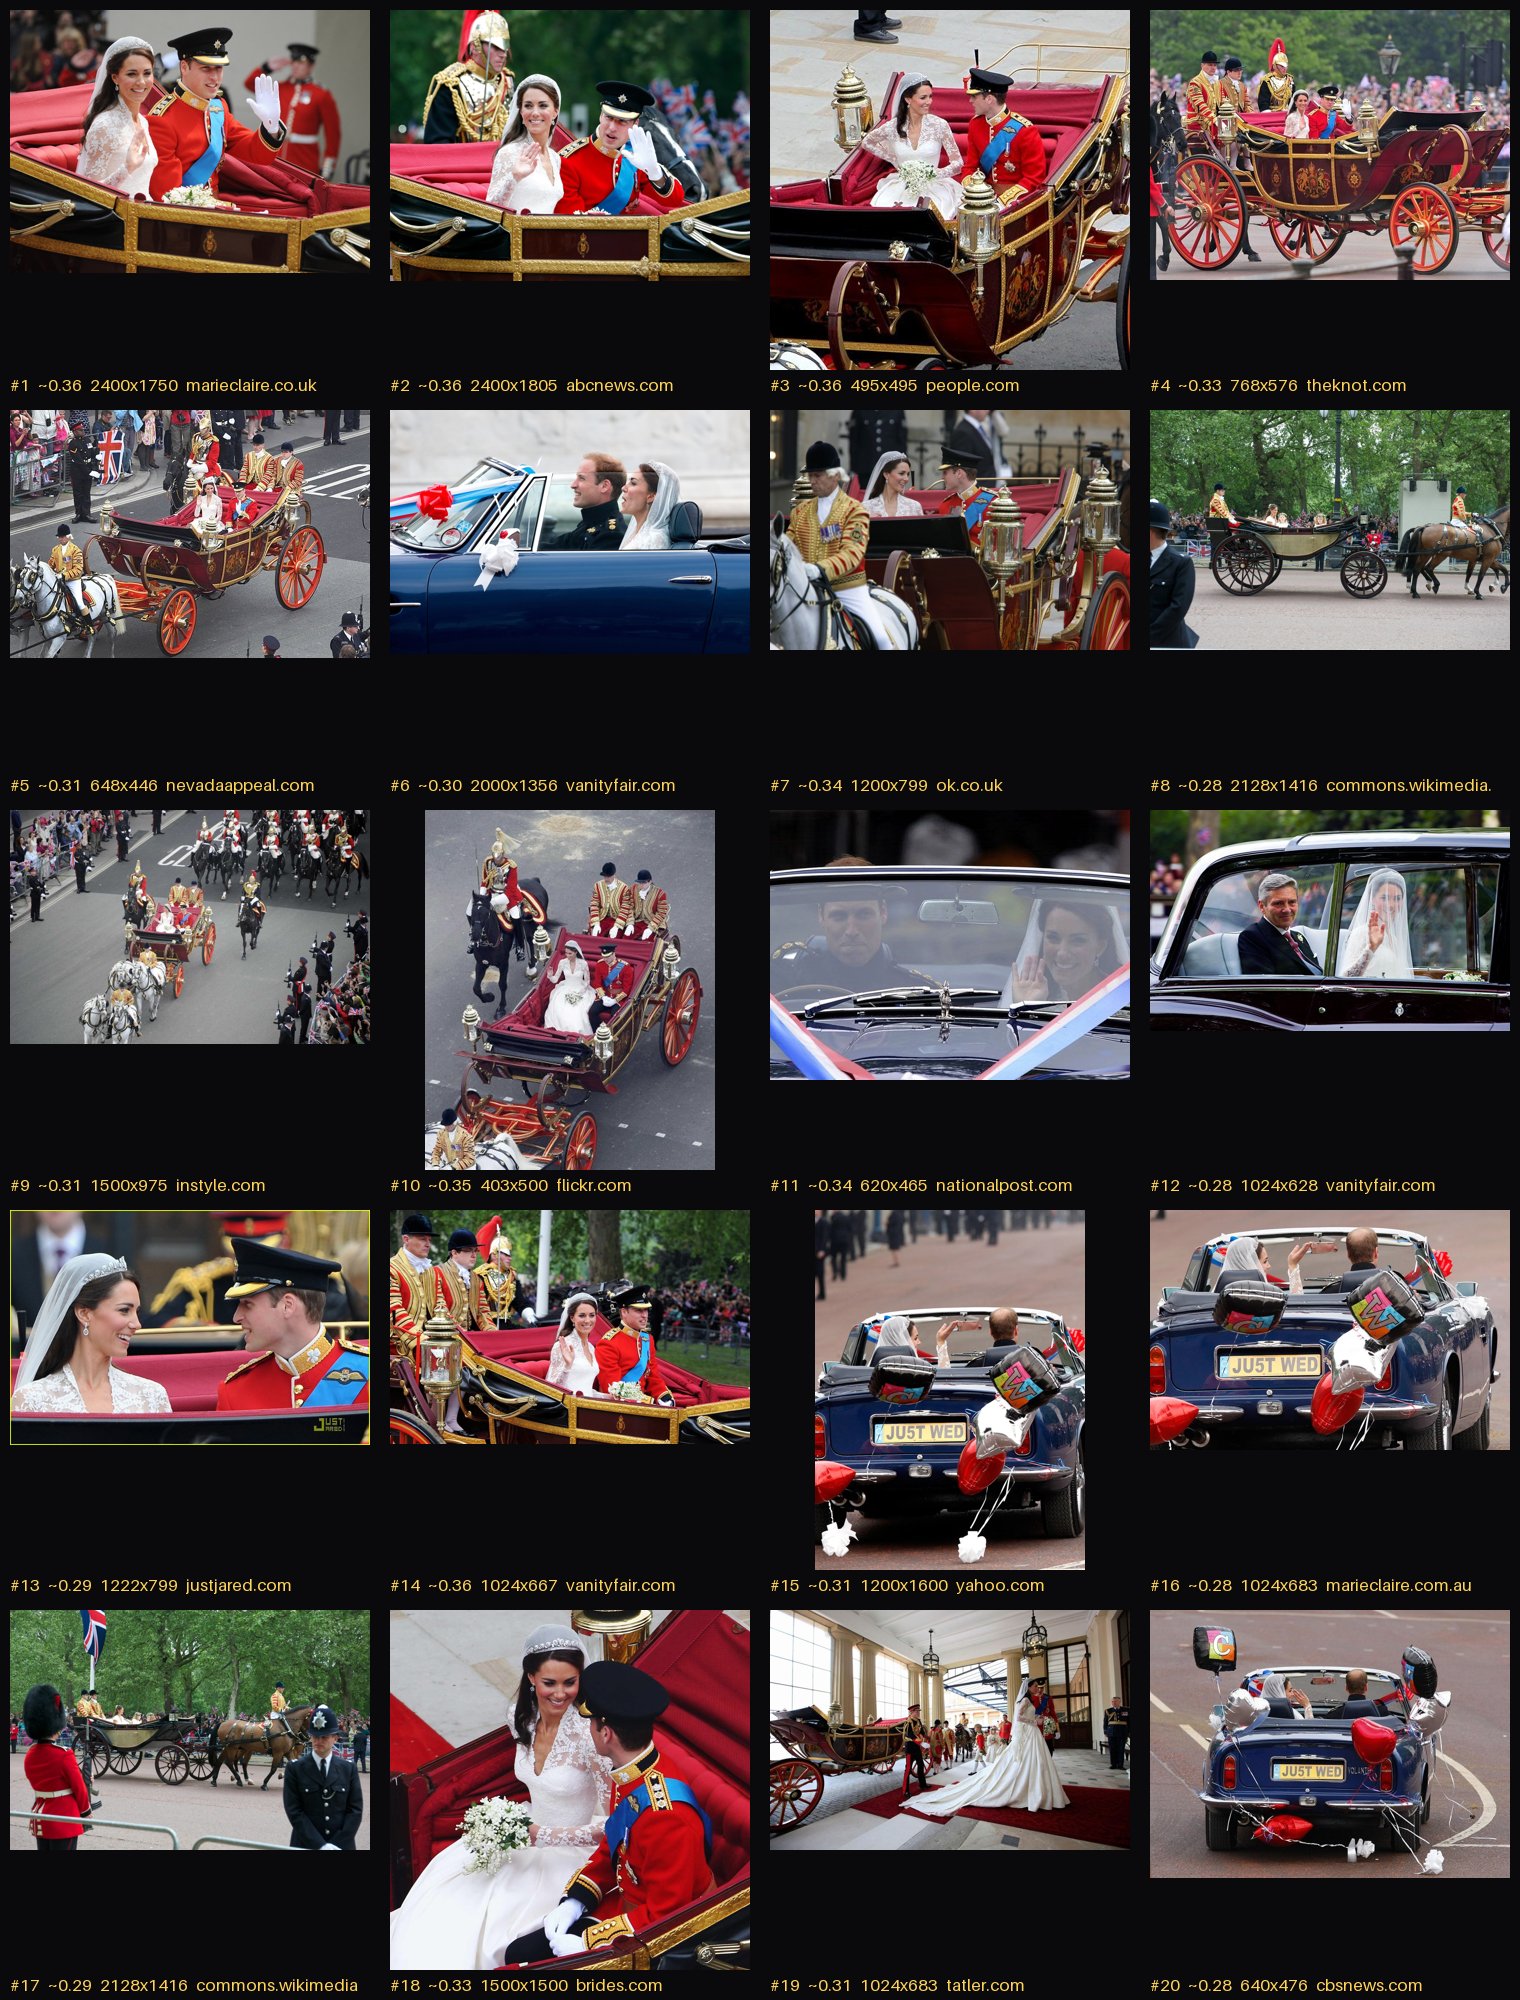 #1 ~0.36 2400x1750 marieclaire.co.uk
#2 ~0.36 2400x1805 abcnews.com
#3 ~0.36 495x495 people.com
#4 ~0.33 768x576 theknot.com
#5 ~0.31 648x446 nevadaappeal.com
#6 ~0.30 2000x1356 vanityfair.com
#7 ~0.34 1200x799 ok.co.uk
#8 ~0.28 2128x1416 commons.wikimedia.
#9 ~0.31 1500x975 instyle.com
#10 ~0.35 403x500 flickr.com
#11 ~0.34 620x465 nationalpost.com
#12 ~0.28 1024x628 vanityfair.com
JUST
JARED
W
JU5T WED
W
JU5T WED
#13 ~0.29 1222x799 justjared.com
#14 ~0.36 1024x667 vanityfair.com
#15 ~0.31 1200x1600 yahoo.com
#16 ~0.28 1024x683 marieclaire.com.au
C
JU5T WED
#17 ~0.29 2128x1416 commons.wikimedia
#18 ~0.33 1500x1500 brides.com
#19 ~0.31 1024x683 tatler.com
#20 ~0.28 640x476 cbsnews.com